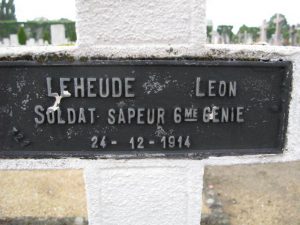 LEHEUDE LEON
SOLDAT SAPEUR 6ME GENIE
24 - 12 - 1914